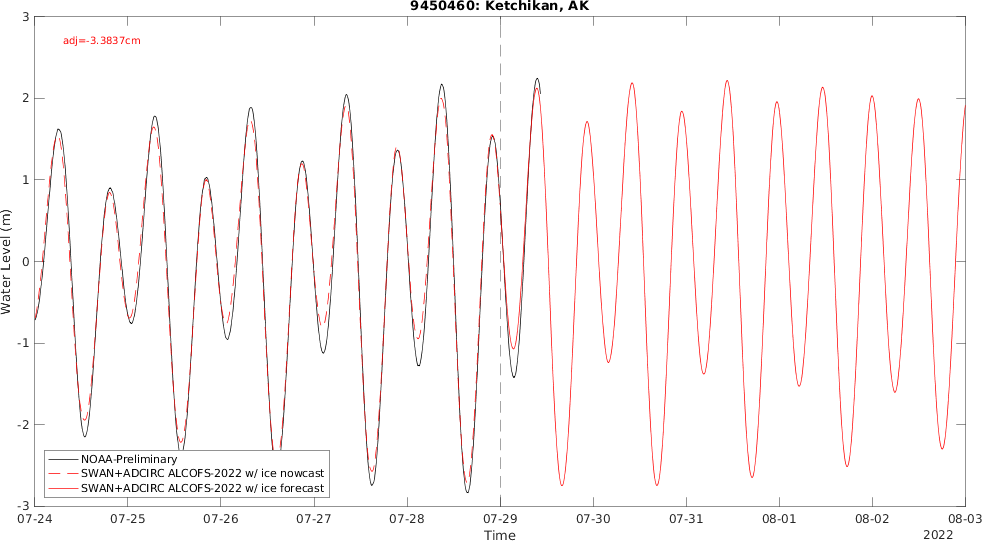 9450460: Ketchikan, AK
adj=-3.3837cm
Water Level (m)
3
2
1
0
-1
-2
-3
NOAA-Preliminary
SWAN+ADCIRC ALCOFS-2022 w/ ice nowcast
SWAN+ADCIRC ALCOFS-2022 w/ ice forecast
07-24 07-25 07-26 07-27 07-28 07-29 07-30 07-31 08-01 08-02 08-03
Time
2022